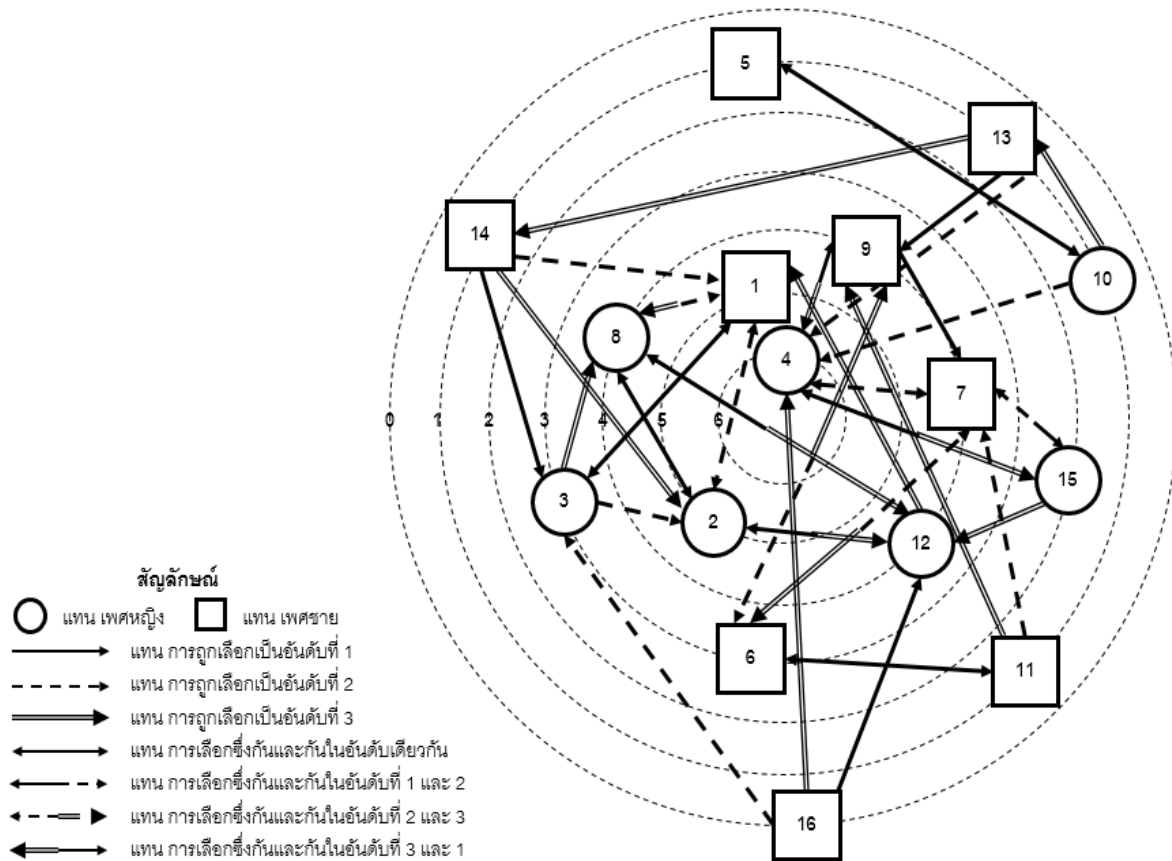 5
13
14
9
10
1
8
4
7
0 1 2 3 4 5 6
15
3
2
12
6
11
16
สัญลักษณ์
แทน เพศหญิง แทน เพศชาย
แทน การถูกเลือกเป็นอันดับที่ 1
แทน การถูกเลือกเป็นอันดับที่ 2
แทน การถูกเลือกเป็นอันดับที่ 3
แทน การเลือกซึ่งกันและกันในอันดับเดียวกัน
แทน การเลือกซึ่งกันและกันในอันดับที่ 1 และ 2
แทน การเลือกซึ่งกันและกันในอันดับที่ 2 และ 3
แทน การเลือกซึ่งกันและกันในอันดับที่ 3 และ 1